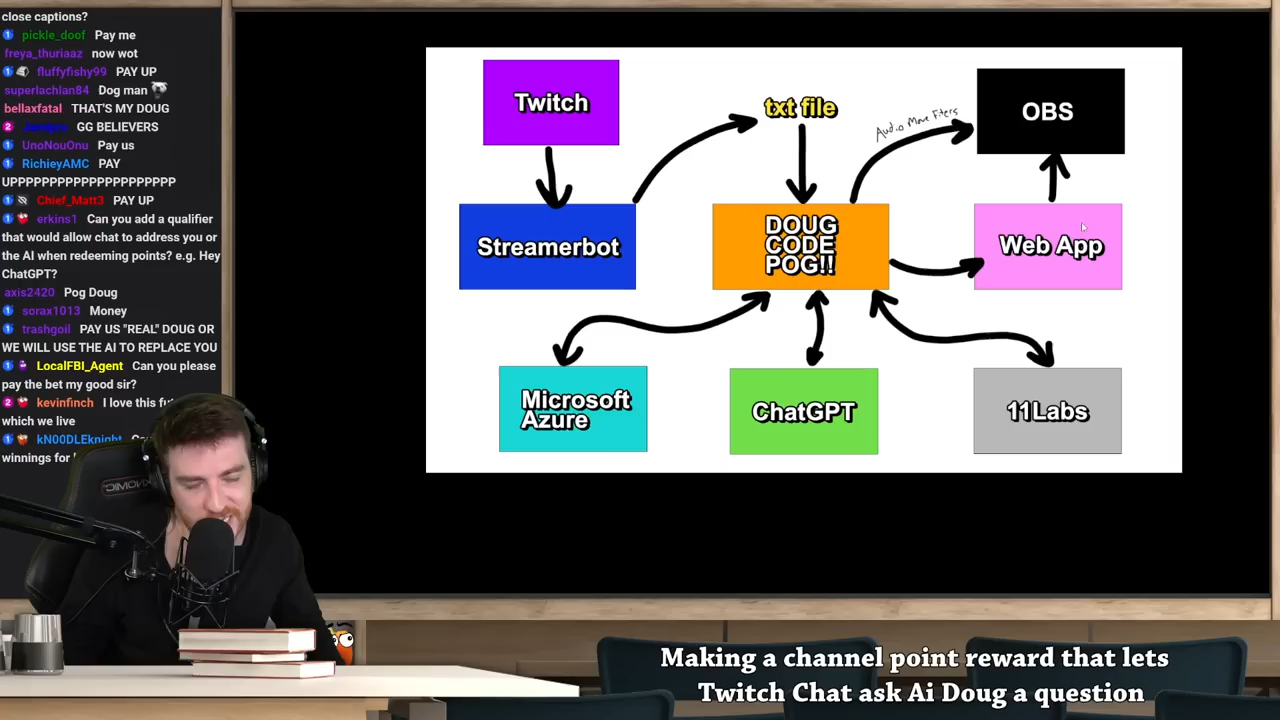 close captions?
pickle_doof Pay me
freya_thuriaaz now wot
fluffyfishy99 PAY UP
superlachlan84 Dog man
bellaxfatal THAT'S MY DOUG
GG BELIEVERS
UnoNouOnu Pay us
RichieyAMC PAY
UPPPPPPPPPPPPPPPPPPPP
Chief_Matt3 PAY UP
erkins1 Can you add a qualifier
that would allow chat to address you or
the AI when redeeming points? e.g. Hey
ChatGPT?
axis2420 Pog Doug
sorax1013 Money
trashgoil PAY US "REAL" DOUG OR
WE WILL USE THE AI TO REPLACE YOU
LocalFBI_Agent Can you please
pay the bet my good sir?
kevinfinch I love this
which we live
kN00DLEknight
winnings for
Twitch
txt file
Audio Move Filters
OBS
Streamerbot
DOUG
CODE
POG!!
Web App
Microsoft
Azure
ChatGPT
11Labs
Making a channel point reward that lets
Twitch Chat ask Ai Doug a question